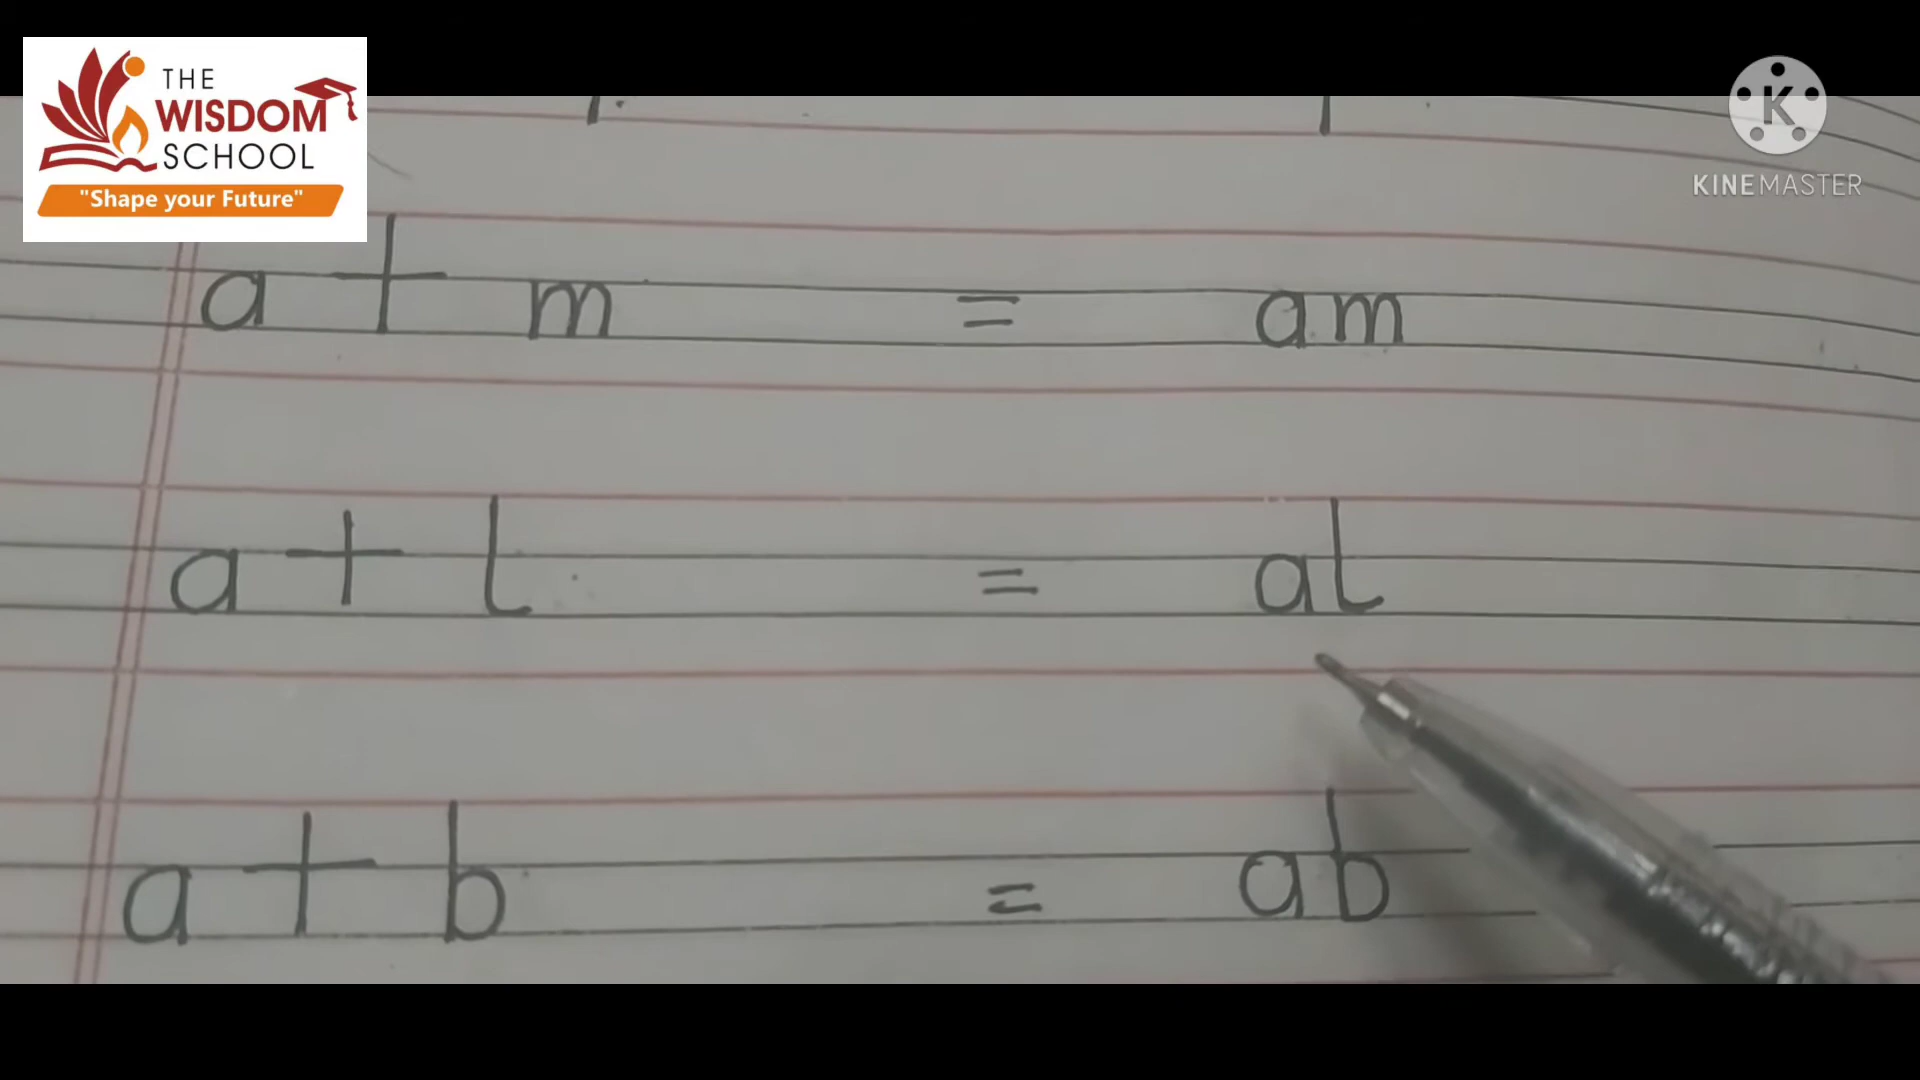 THE
WISDOM
SCHOOL
"Shape your Future"
KINEMASTER
a + m = am
a + l = al
a + b = ab